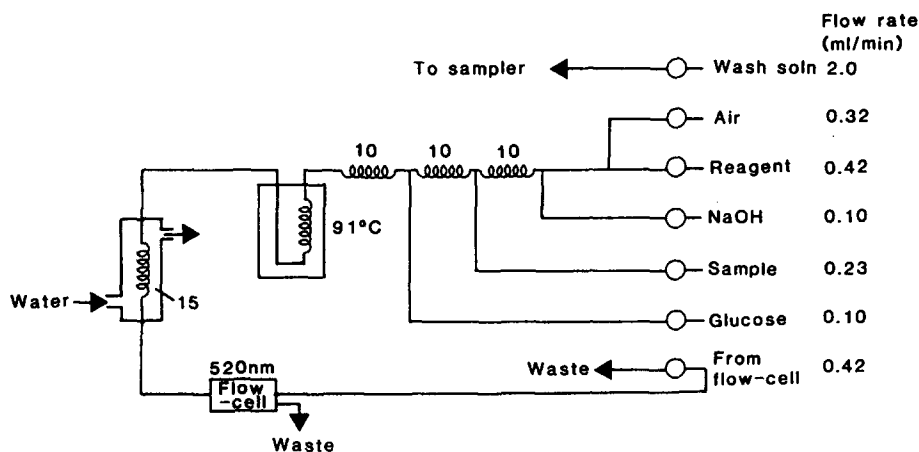 Flow rate
(ml/min)
To sampler
Wash soln 2.0
Air 0.32
10 10 10
Reagent 0.42
NaOH 0.10
91°C
Sample 0.23
Water
15
Glucose 0.10
520nm
Flow
-cell
Waste
From
flow-cell 0.42
Waste